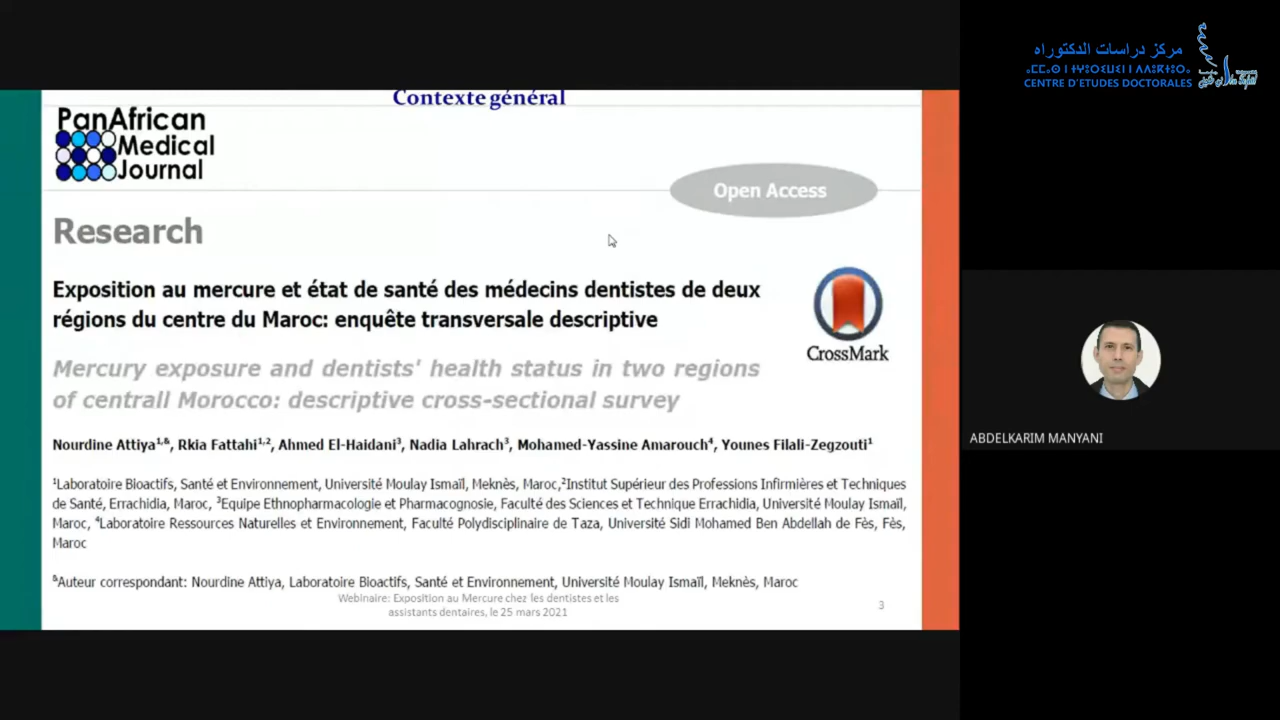 Contexte général
PanAfrican
Medical
Journal
Open Access
Research
Exposition au mercure et état de santé des médecins dentistes de deux
régions du centre du Maroc: enquête transversale descriptive
CrossMark
Mercury exposure and dentists' health status in two regions
of centrall Morocco: descriptive cross-sectional survey
Nourdine Attiya1,&, Rkia Fattahi1,2, Ahmed El-Haidani3, Nadia Lahrach3, Mohamed-Yassine Amarouch4, Younes Filali-Zegzouti1
1Laboratoire Bioactifs, Santé et Environnement, Université Moulay Ismaïl, Meknès, Maroc,2Institut Supérieur des Professions Infirmières et Techniques
de Santé, Errachidia, Maroc, 3Equipe Ethnopharmacologie et Pharmacognosie, Faculté des Sciences et Technique Errachidia, Université Moulay Ismaïl,
Maroc, 4Laboratoire Ressources Naturelles et Environnement, Faculté Polydisciplinaire de Taza, Université Sidi Mohamed Ben Abdellah de Fès, Fès,
Maroc
&Auteur correspondant: Nourdine Attiya, Laboratoire Bioactifs, Santé et Environnement, Université Moulay Ismaïl, Meknès, Maroc
Webinaire: Exposition au Mercure chez les dentistes et les
assistants dentaires, le 25 mars 2021
3
مركز دراسات الدكتوراه
CENTRE D'ETUDES DOCTORALES
ABDELKARIM MANYANI